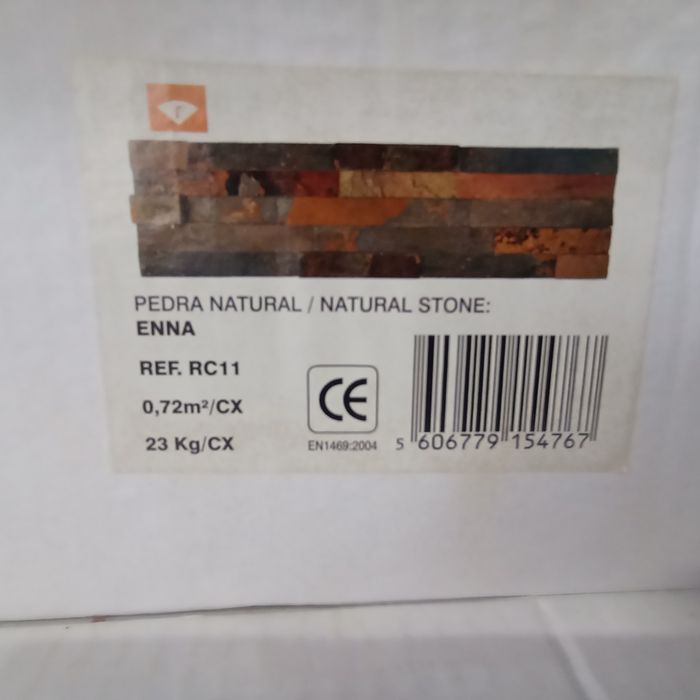 PEDRA NATURAL / NATURAL STONE:
ENNA
REF. RC11
0,72m²/CX
23 Kg/CX
CE
EN1469:2004
5 606779 154767